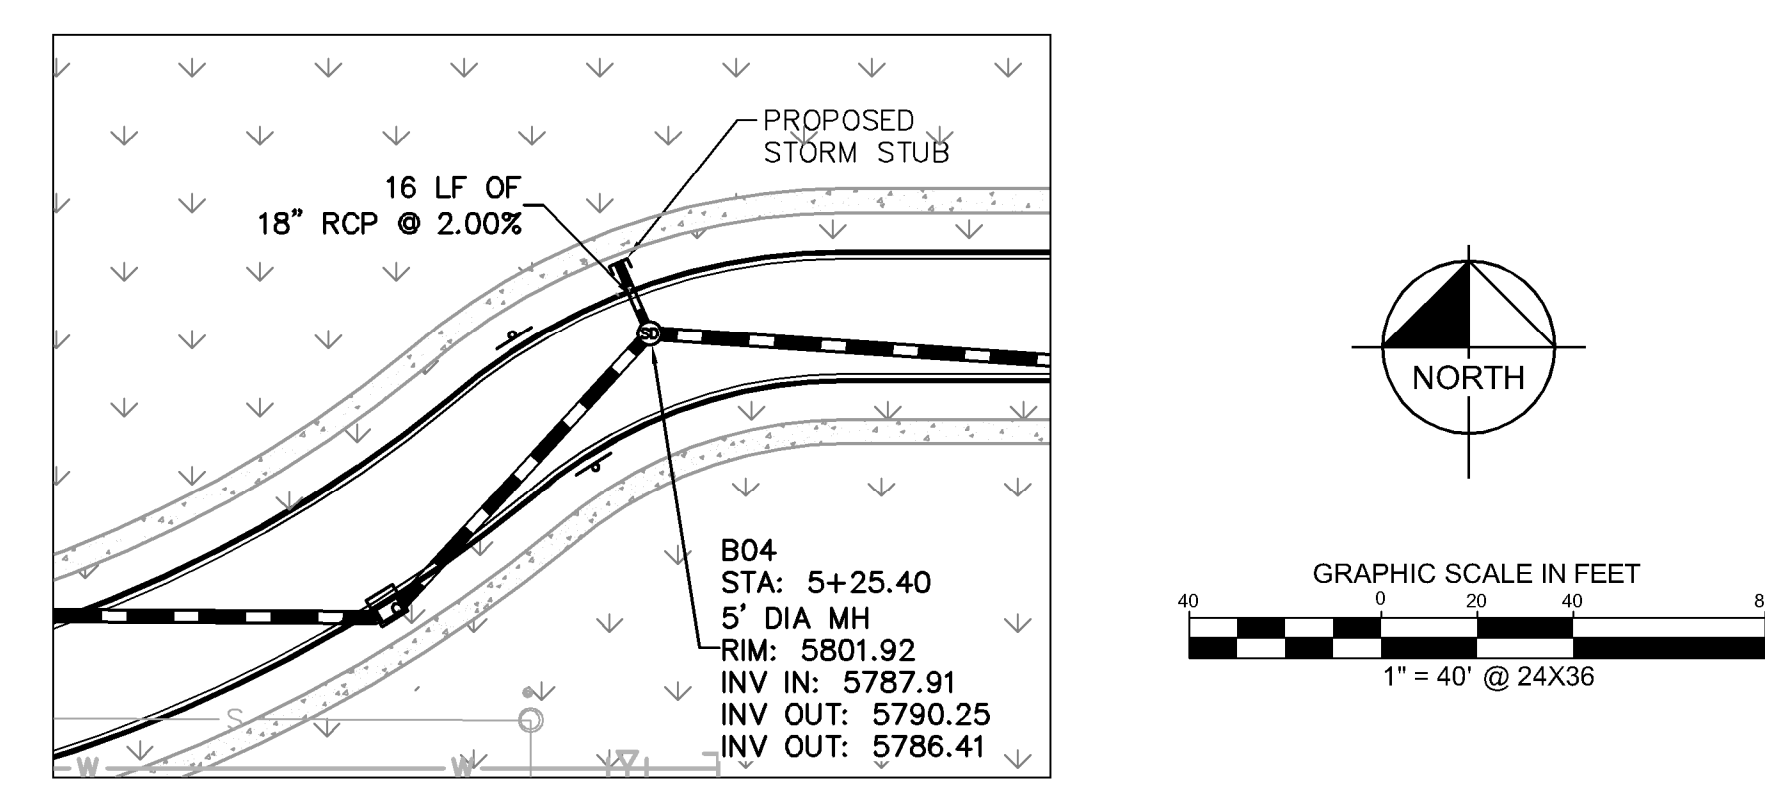 PROPOSED
STORM STUB
16 LF OF
18” RCP @ 2.00%
SD
B04
STA: 5+25.40
5' DIA MH
RIM: 5801.92
INV IN: 5787.91
INV OUT: 5790.25
INV OUT: 5786.41
S
W
W
NORTH
GRAPHIC SCALE IN FEET
40 0 20 40 8
1" = 40' @ 24X36